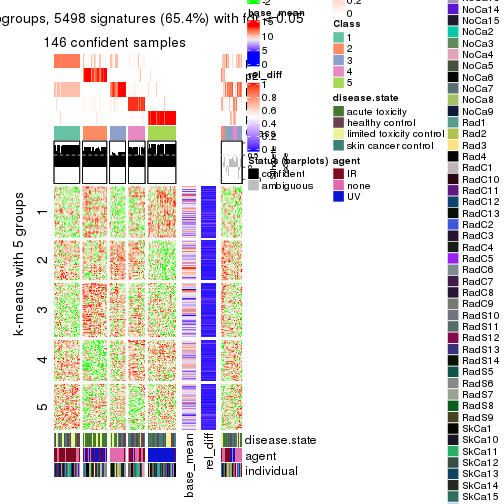 ogroups, 5498 signatures (65.4%) with fdr < 0.05
146 confident samples
k-means with 5 groups
1
2
3
4
5
base_mean
15
10
5
0
rel_diff
1
0.8
0.6
0.4
0.2
0
Status (barplots)
confident
ambiguous
0.2
0
Class
1
2
3
4
5
disease.state
acute toxicity
healthy control
limited toxicity control
skin cancer control
agent
IR
none
UV
disease.state
agent
individual
base_mean
rel_diff
NoCa14
NoCa15
NoCa2
NoCa3
NoCa4
NoCa5
NoCa6
NoCa7
NoCa8
NoCa9
Rad1
Rad2
Rad3
Rad4
RadC1
RadC10
RadC11
RadC12
RadC13
RadC2
RadC3
RadC4
RadC5
RadC6
RadC7
RadC8
RadC9
RadS10
RadS11
RadS12
RadS13
RadS14
RadS5
RadS6
RadS7
RadS8
RadS9
SkCa1
SkCa10
SkCa11
SkCa12
SkCa13
SkCa14
SkCa15